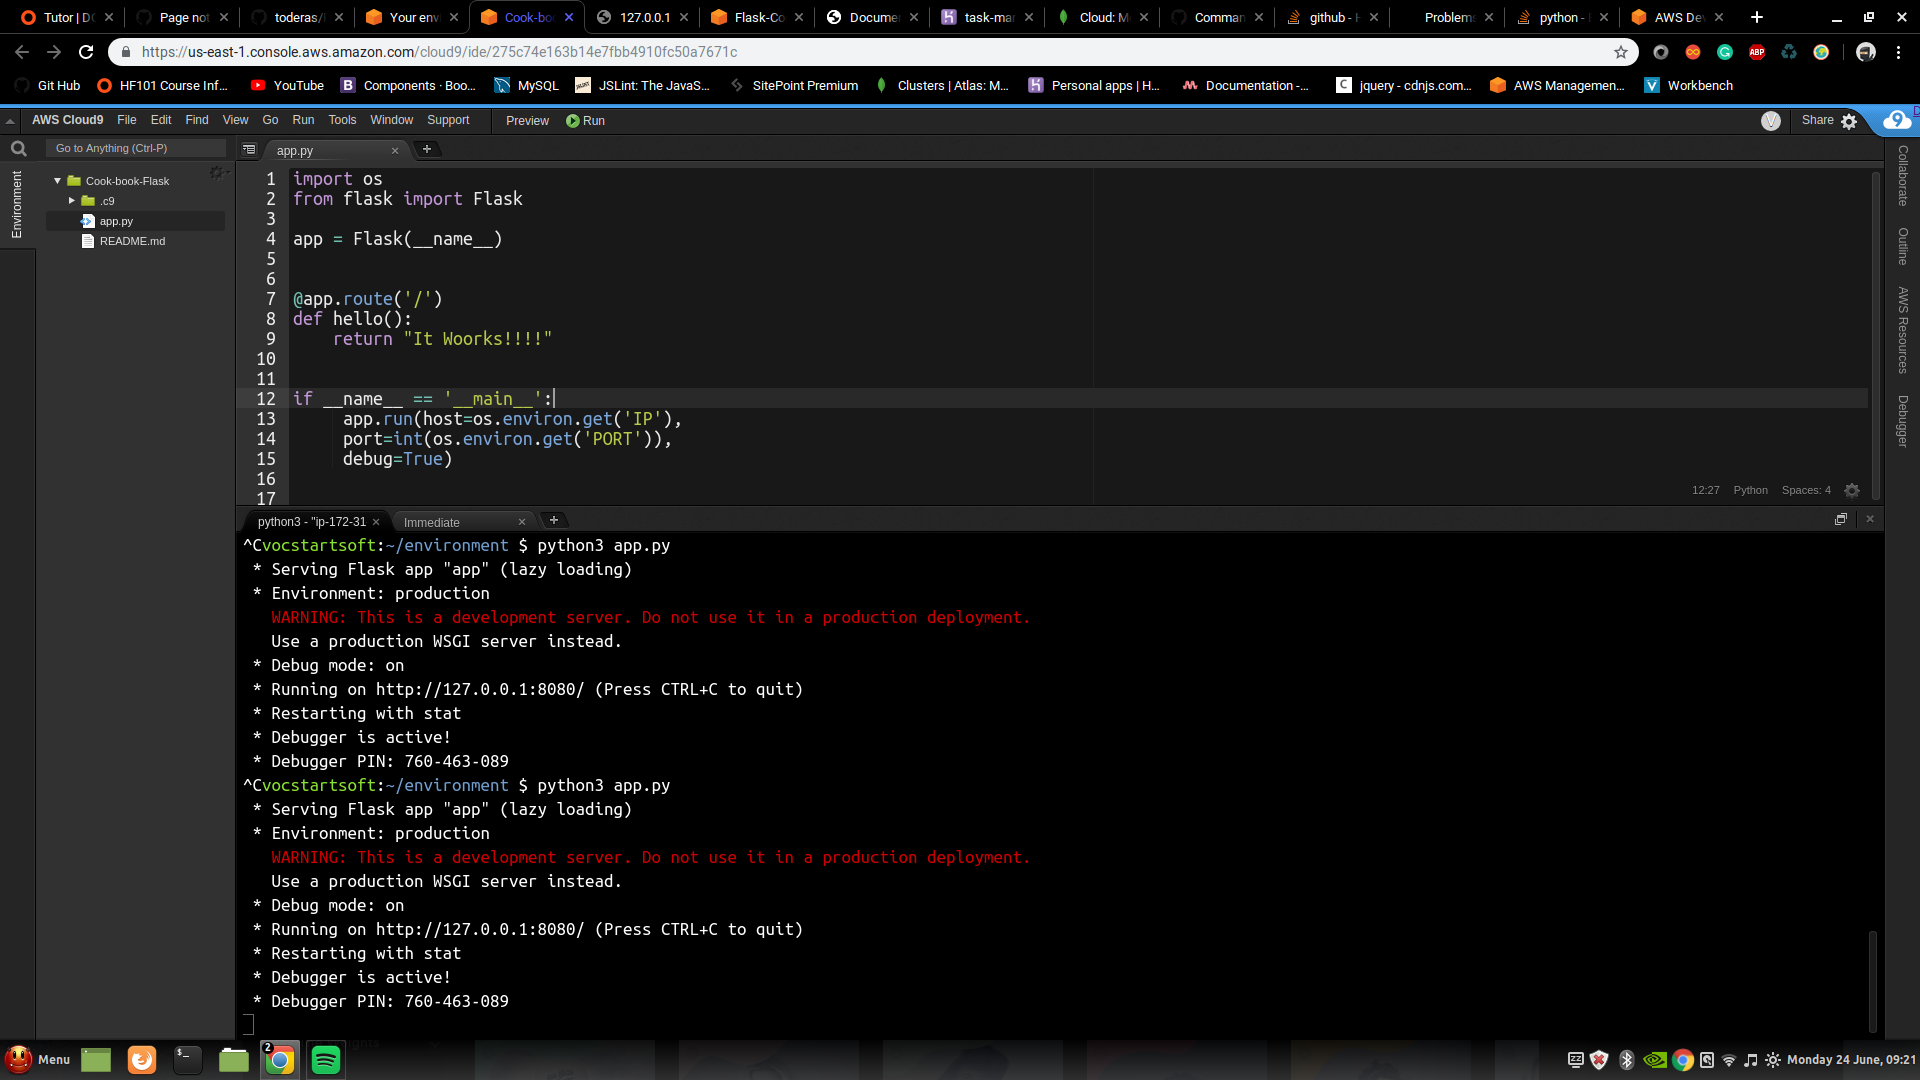 Tutor | DC
Page not
toderas/
Your env
Cook-boo
127.0.0.1
Flask-Co
Documen
task-man
Cloud: M
Comman
github - H
Problems
python -
AWS Dev
https://us-east-1.console.aws.amazon.com/cloud9/ide/275c74e163b14e7fbb4910fc50a7671c
ABP
Git Hub
HF101 Course Inf...
YouTube
Components · Boo...
MySQL
JSLint: The JavaS...
SitePoint Premium
Clusters | Atlas: M...
Personal apps | H...
Documentation -...
jquery - cdnjs.com...
AWS Managemen...
Workbench
AWS Cloud9 File Edit Find View Go Run Tools Window Support Preview Run
V Share
Go to Anything (Ctrl-P)
Environment
Cook-book-Flask
.c9
app.py
README.md
app.py
1 import os
2 from flask import Flask
3
4 app = Flask(__name__)
5
6
7 @app.route('/')
8 def hello():
9 return "It Woorks!!!!"
10
11
12 if __name__ == '__main__':
13 app.run(host=os.environ.get('IP'),
14 port=int(os.environ.get('PORT')),
15 debug=True)
16
17
12:27 Python Spaces: 4
Collaborate
Outline
AWS Resources
Debugger
python3 - "ip-172-31
Immediate
^Cvocstartsoft:~/environment $ python3 app.py
* Serving Flask app "app" (lazy loading)
* Environment: production
WARNING: This is a development server. Do not use it in a production deployment.
Use a production WSGI server instead.
* Debug mode: on
* Running on http://127.0.0.1:8080/ (Press CTRL+C to quit)
* Restarting with stat
* Debugger is active!
* Debugger PIN: 760-463-089
^Cvocstartsoft:~/environment $ python3 app.py
* Serving Flask app "app" (lazy loading)
* Environment: production
WARNING: This is a development server. Do not use it in a production deployment.
Use a production WSGI server instead.
* Debug mode: on
* Running on http://127.0.0.1:8080/ (Press CTRL+C to quit)
* Restarting with stat
* Debugger is active!
* Debugger PIN: 760-463-089
Menu
2
Monday 24 June, 09:21